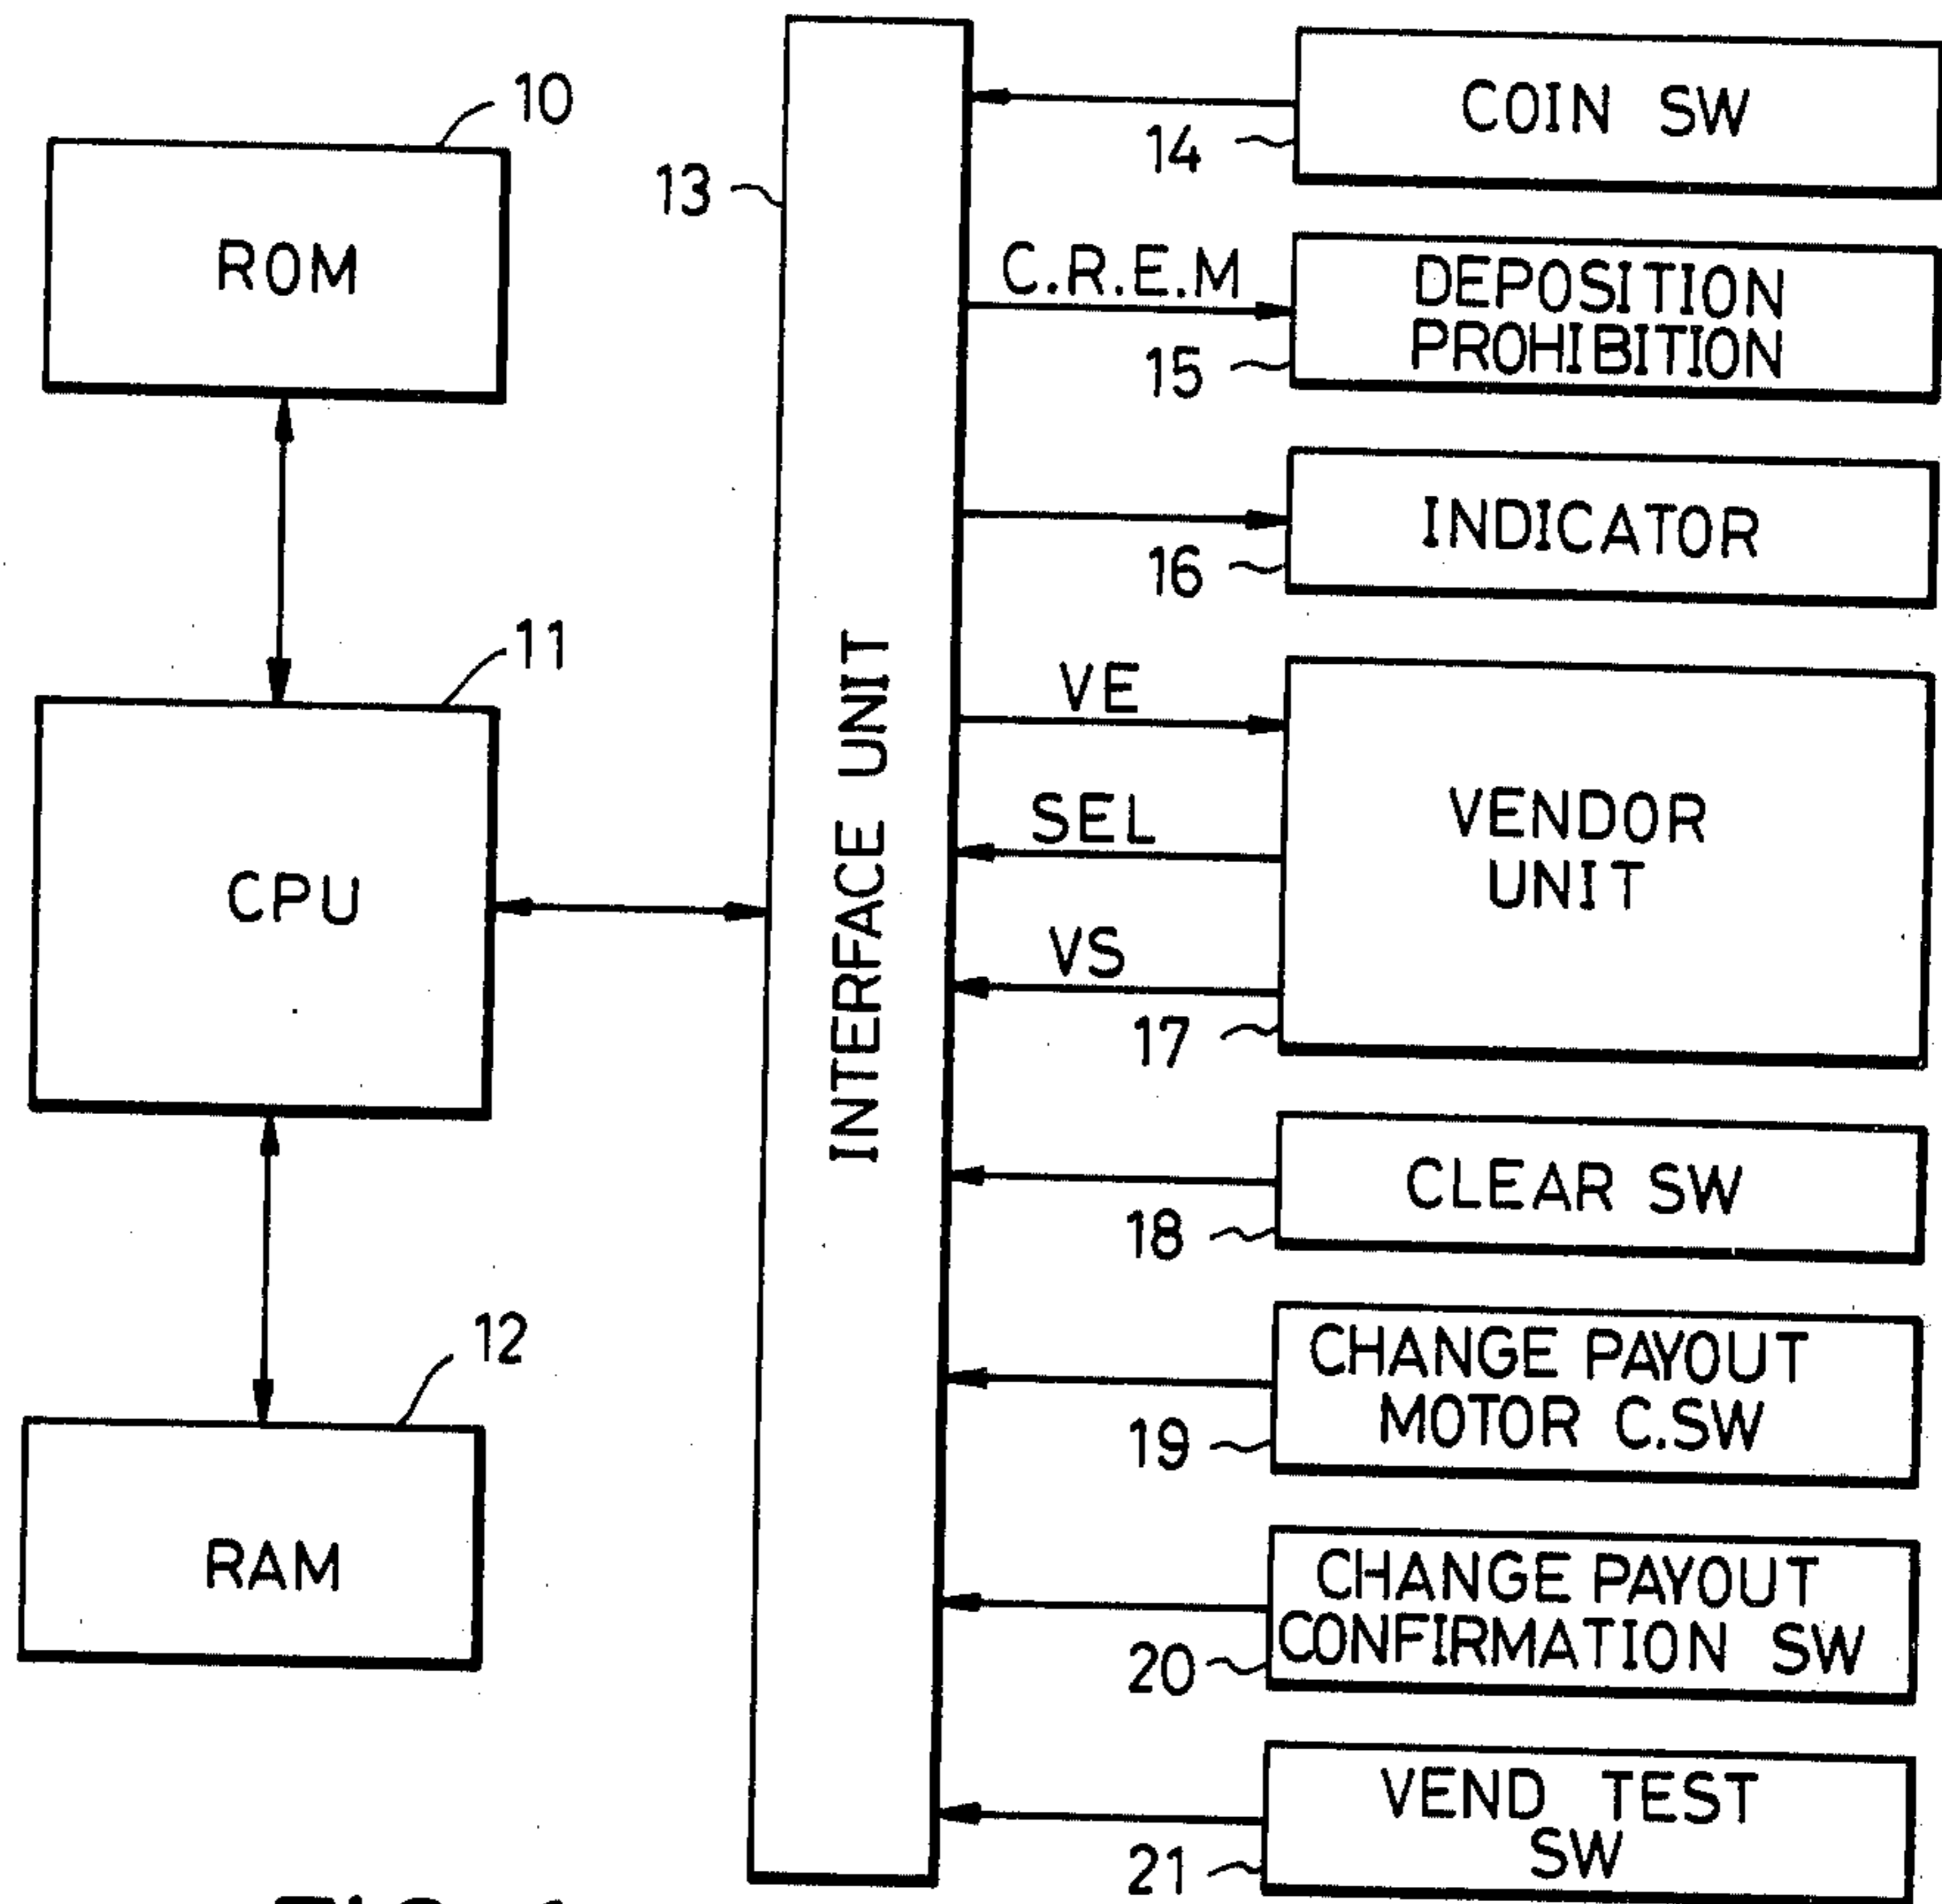 10
ROM
11
CPU
12
RAM
13
INTERFACE UNIT
COIN SW
14
C.R.E.M
DEPOSITION
PROHIBITION
15
INDICATOR
16
VE
SEL
VS
VENDOR
UNIT
17
CLEAR SW
18
CHANGE PAYOUT
MOTOR C.SW
19
CHANGE PAYOUT
CONFIRMATION SW
20
VEND TEST
SW
21